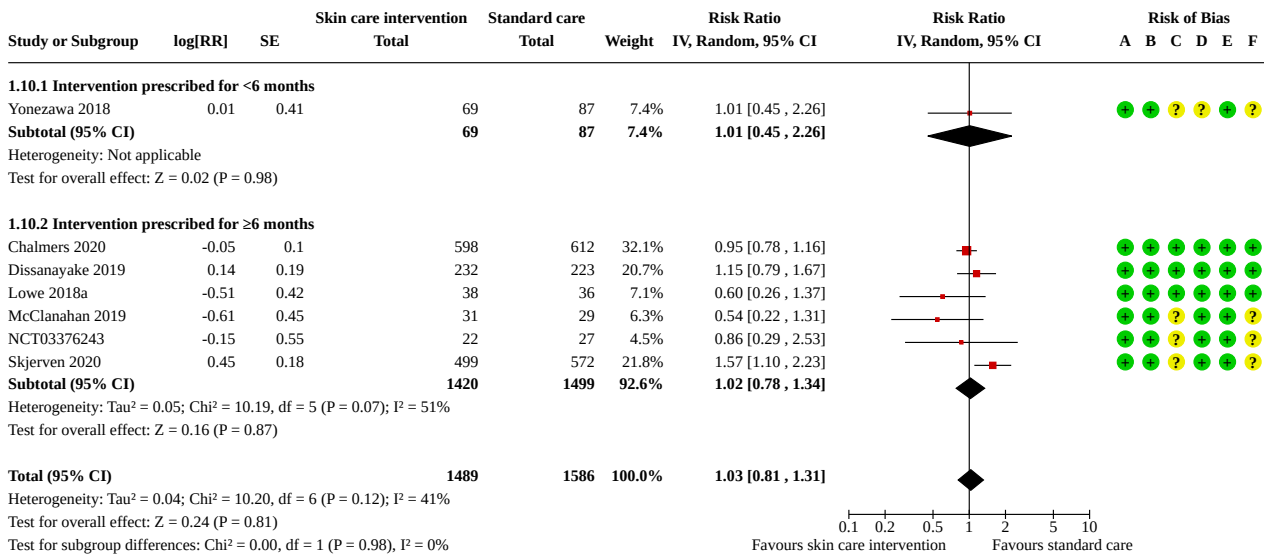 Skin care intervention Standard care Risk Ratio Risk Ratio Risk of Bias
Study or Subgroup log[RR] SE Total Total Weight IV, Random, 95% CI IV, Random, 95% CI A B C D E F
1.10.1 Intervention prescribed for <6 months
Yonezawa 2018 0.01 0.41 69 87 7.4% 1.01 [0.45 , 2.26] + + ? ? + ?
Subtotal (95% CI) 69 87 7.4% 1.01 [0.45 , 2.26]
Heterogeneity: Not applicable
Test for overall effect: Z = 0.02 (P = 0.98)
1.10.2 Intervention prescribed for ≥6 months
Chalmers 2020 -0.05 0.1 598 612 32.1% 0.95 [0.78 , 1.16] + + + + + +
Dissanayake 2019 0.14 0.19 232 223 20.7% 1.15 [0.79 , 1.67] + + + + + +
Lowe 2018a -0.51 0.42 38 36 7.1% 0.60 [0.26 , 1.37] + + + + + +
McClanahan 2019 -0.61 0.45 31 29 6.3% 0.54 [0.22 , 1.31] + + ? + + ?
NCT03376243 -0.15 0.55 22 27 4.5% 0.86 [0.29 , 2.53] + + ? + + ?
Skjerven 2020 0.45 0.18 499 572 21.8% 1.57 [1.10 , 2.23] + + ? + + ?
Subtotal (95% CI) 1420 1499 92.6% 1.02 [0.78 , 1.34]
Heterogeneity: Tau² = 0.05; Chi² = 10.19, df = 5 (P = 0.07); I² = 51%
Test for overall effect: Z = 0.16 (P = 0.87)
Total (95% CI) 1489 1586 100.0% 1.03 [0.81 , 1.31]
Heterogeneity: Tau² = 0.04; Chi² = 10.20, df = 6 (P = 0.12); I² = 41%
Test for overall effect: Z = 0.24 (P = 0.81)
0.1 0.2 0.5 1 2 5 10
Test for subgroup differences: Chi² = 0.00, df = 1 (P = 0.98), I² = 0%
Favours skin care intervention Favours standard care